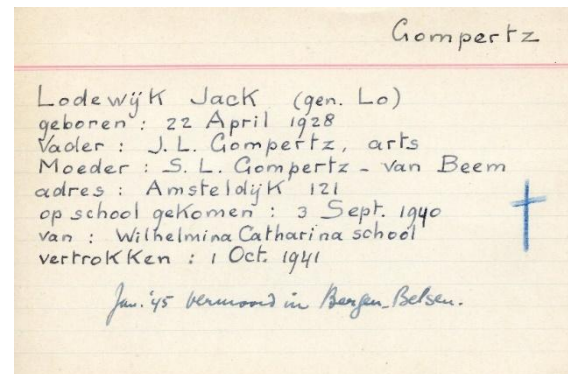 Gompertz
Lodewijk Jack (gen. Lo)
geboren : 22 April 1928
Vader : J. L. Gompertz, arts
Moeder : S. L. Gompertz - van Beem
adres : Amsteldijk 121
op school gekomen : 3 Sept. 1940
van : Wilhelmina Catharina school
vertrokken : 1 Oct. 1941
Jan. '45 vermoord in Bergen-Belsen.